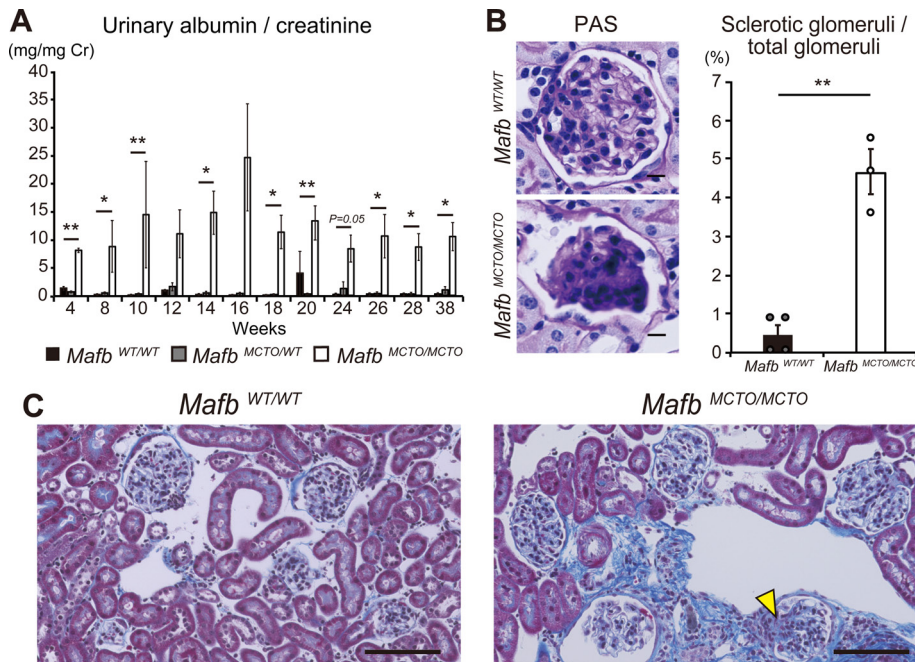 A
Urinary albumin / creatinine
(mg/mg Cr)
40
35
30
25
20
15
10
5
0
** * ** * * ** P=0.05 * * *
4 8 10 12 14 16 18 20 24 26 28 38
Weeks
Mafb WT/WT Mafb MCTO/WT Mafb MCTO/MCTO
B
PAS
Mafb WT/WT
Mafb MCTO/MCTO
Sclerotic glomeruli /
total glomeruli
(%)
7
6
5
4
3
2
1
0
**
Mafb WT/WT Mafb MCTO/MCTO
C
Mafb WT/WT
Mafb MCTO/MCTO